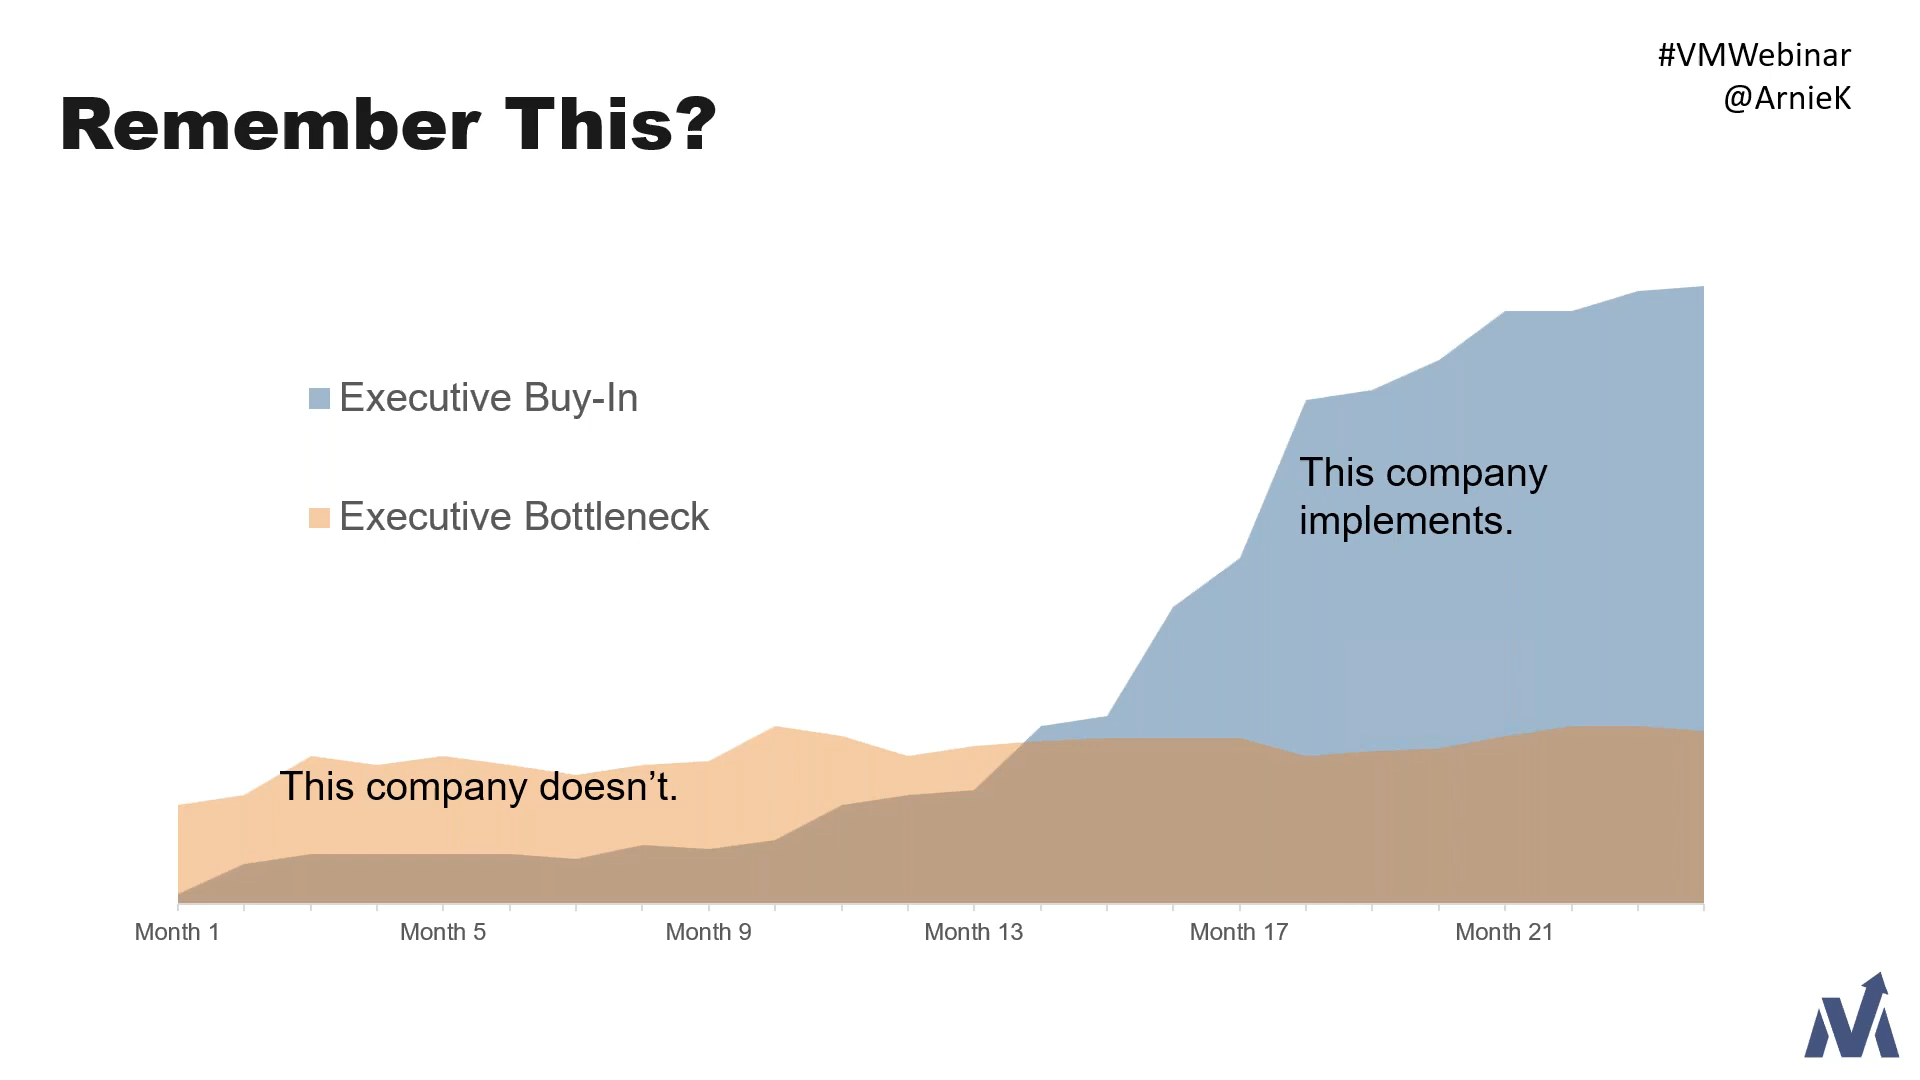 #VMWebinar
@ArnieK
Remember This?
Executive Buy-In
Executive Bottleneck
This company
implements.
This company doesn’t.
Month 1
Month 5
Month 9
Month 13
Month 17
Month 21